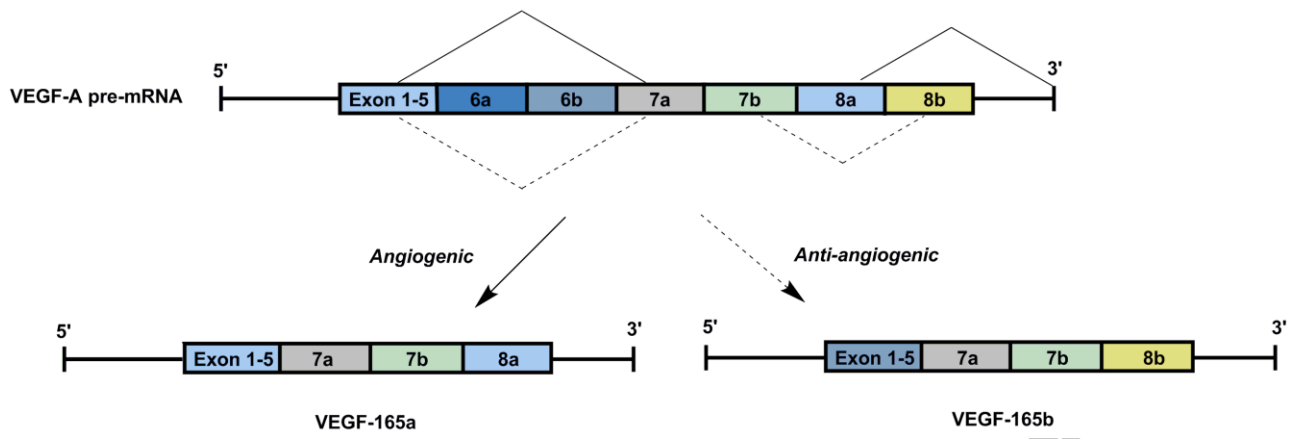 5'
3'
VEGF-A pre-mRNA
Exon 1-5 6a 6b 7a 7b 8a 8b
Angiogenic
Anti-angiogenic
5'
3'
Exon 1-5 7a 7b 8a
VEGF-165a
5'
3'
Exon 1-5 7a 7b 8b
VEGF-165b